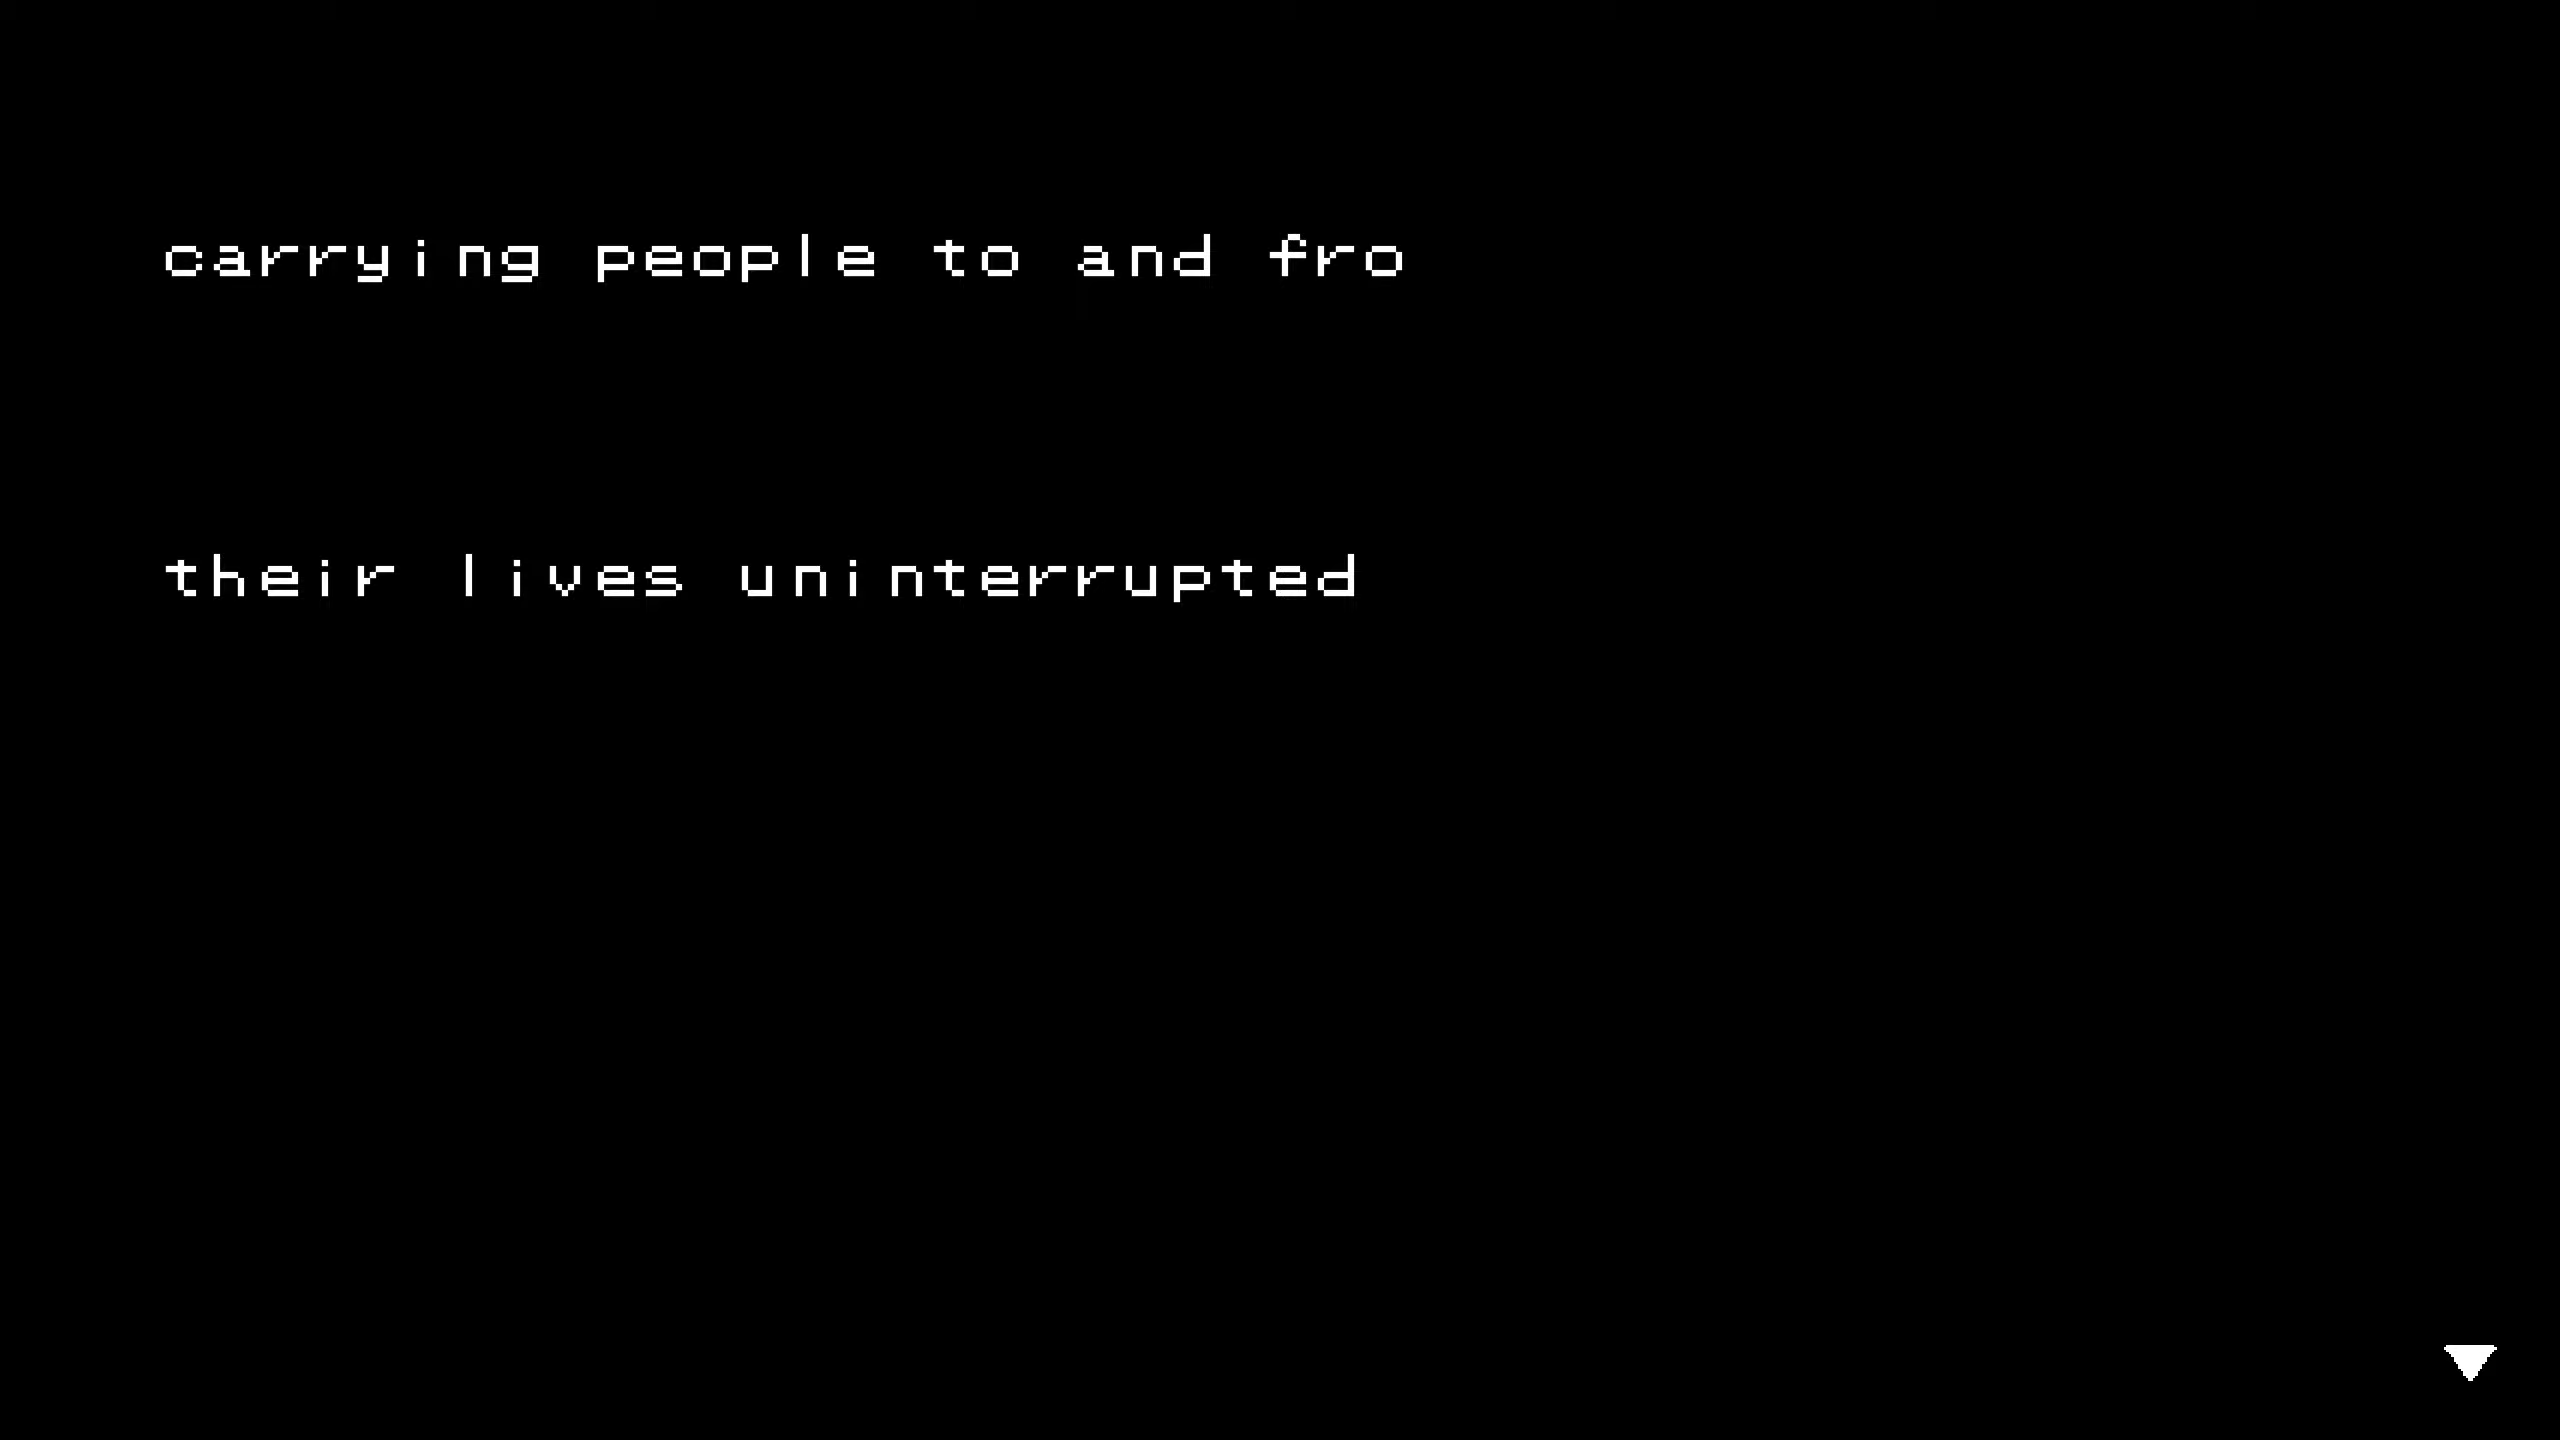 carrying people to and fro
their lives uninterrupted